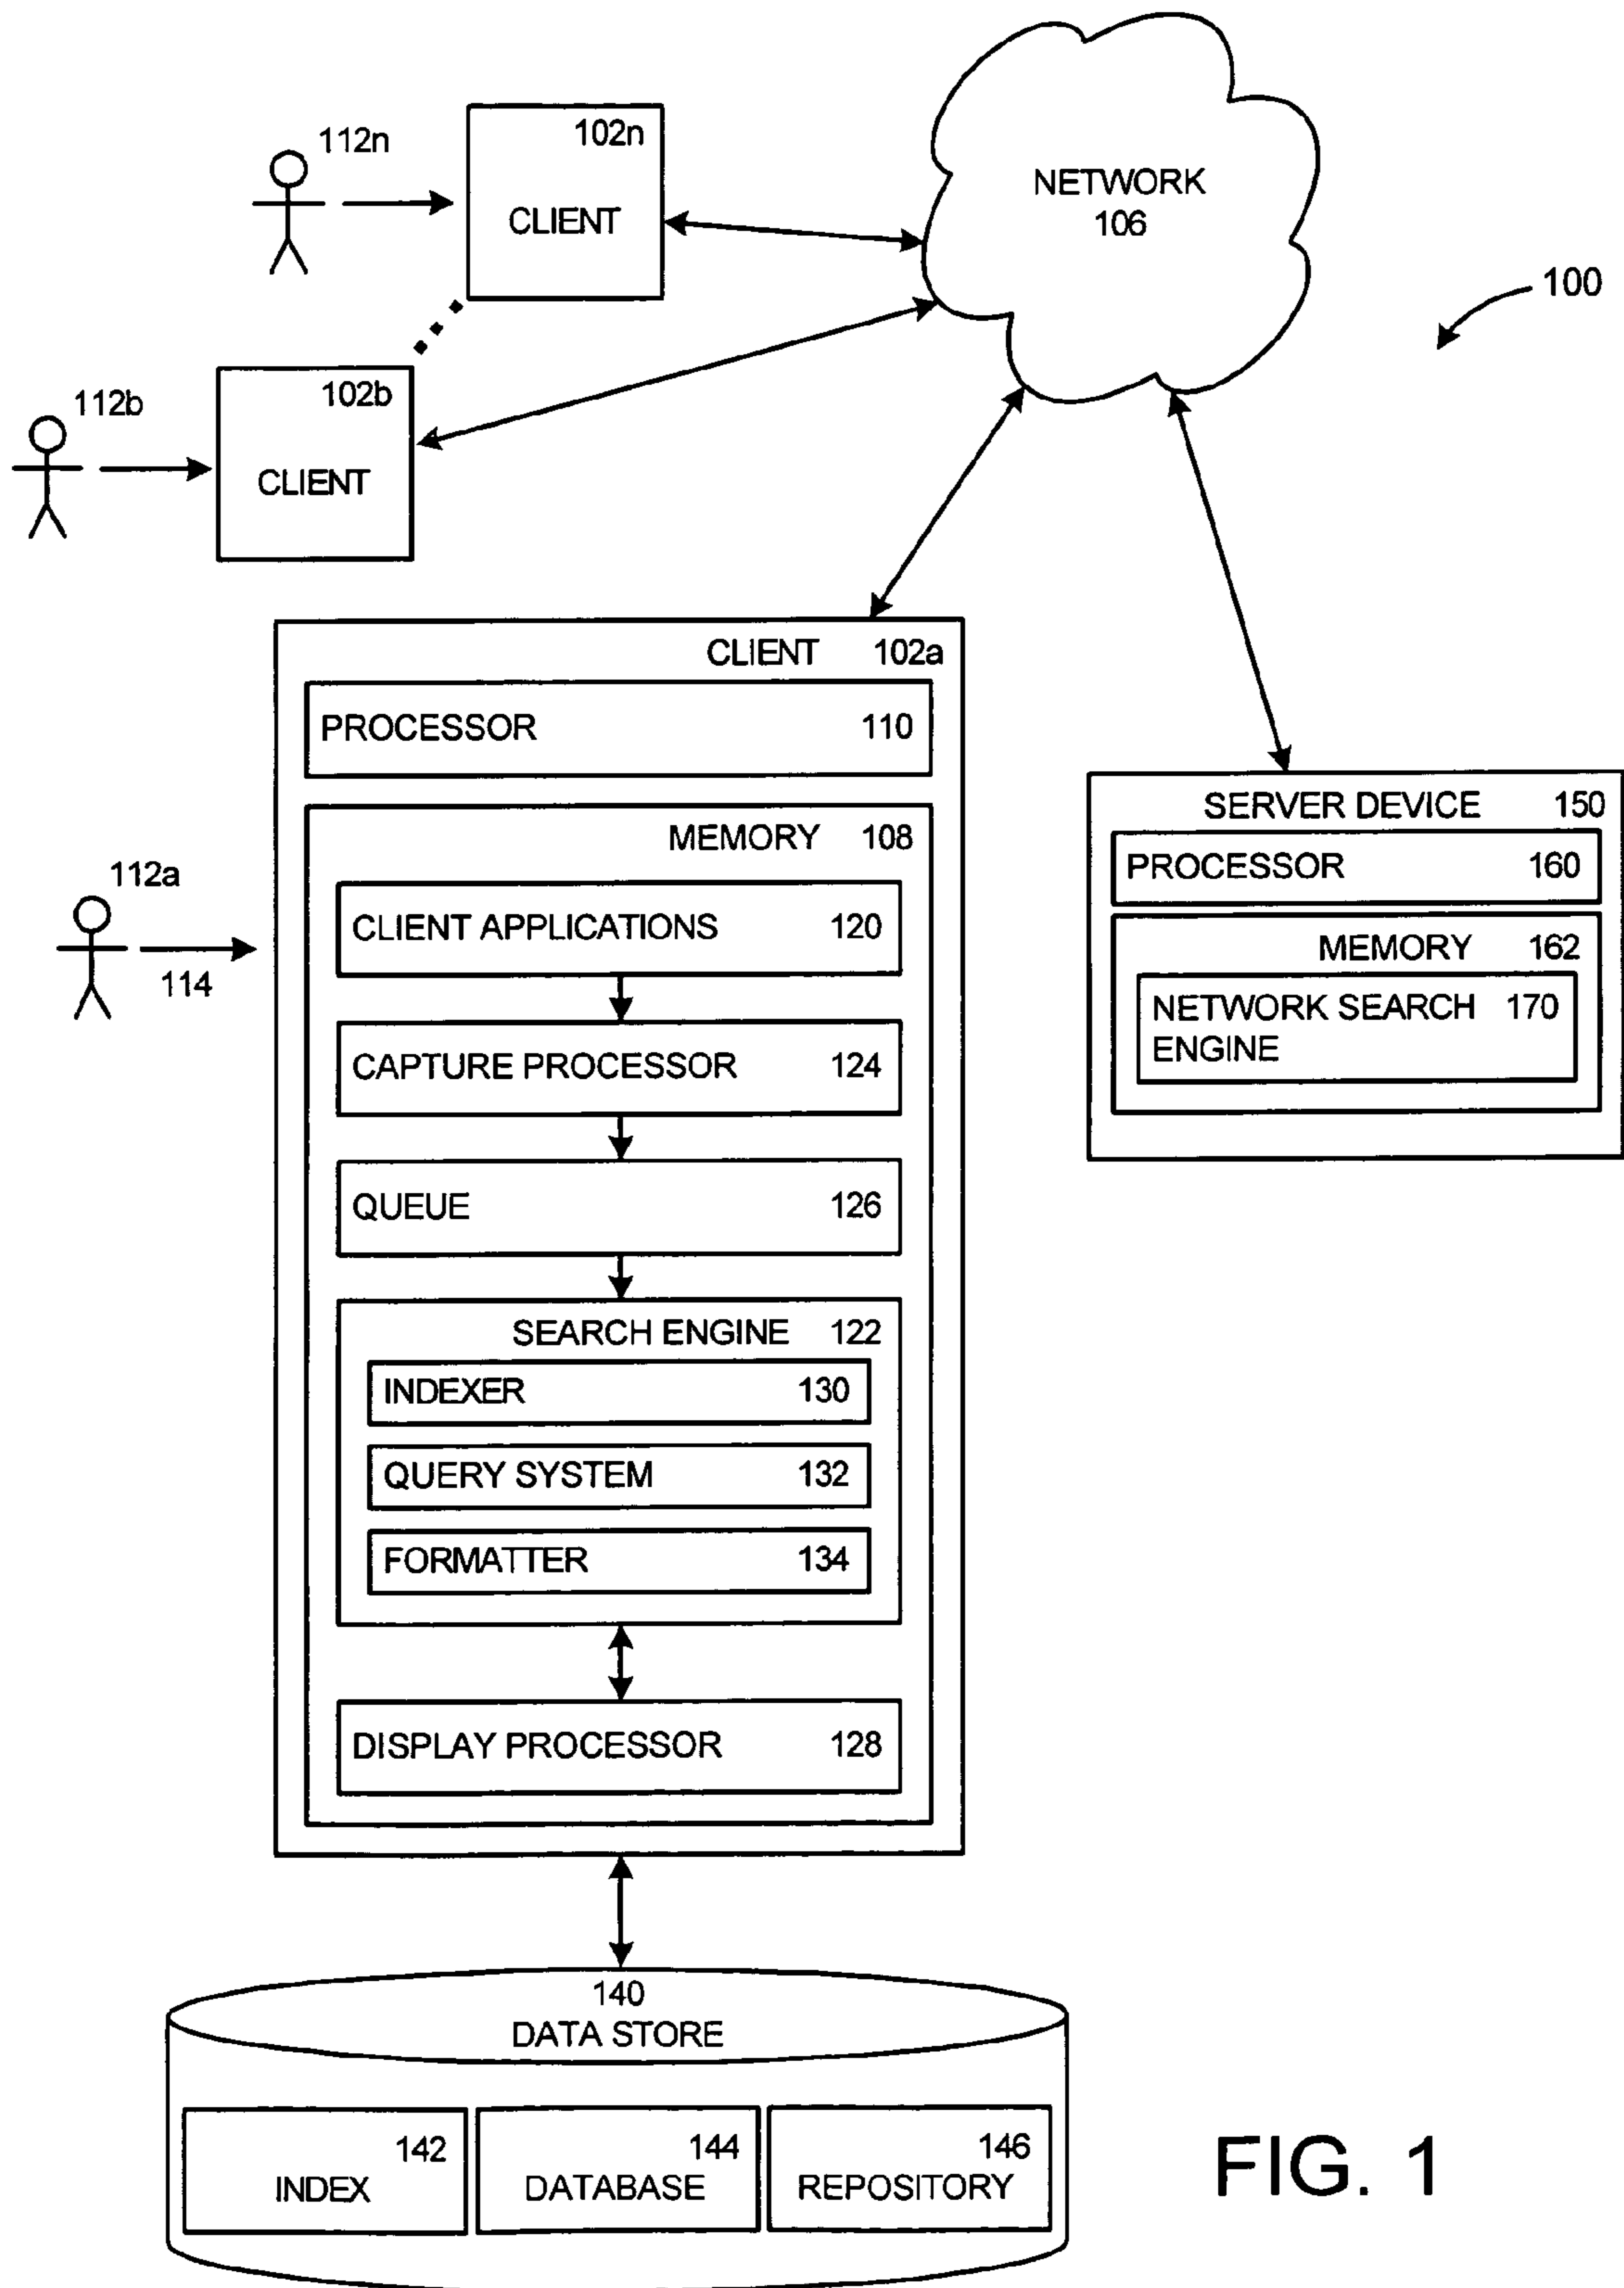 112n
102n
CLIENT
NETWORK
106
100
112b
102b
CLIENT
CLIENT 102a
PROCESSOR 110
MEMORY 108
112a
114
CLIENT APPLICATIONS 120
CAPTURE PROCESSOR 124
QUEUE 126
SEARCH ENGINE 122
INDEXER 130
QUERY SYSTEM 132
FORMATTER 134
DISPLAY PROCESSOR 128
SERVER DEVICE 150
PROCESSOR 160
MEMORY 162
NETWORK SEARCH 170
ENGINE
140
DATA STORE
142
INDEX
144
DATABASE
146
REPOSITORY
FIG. 1